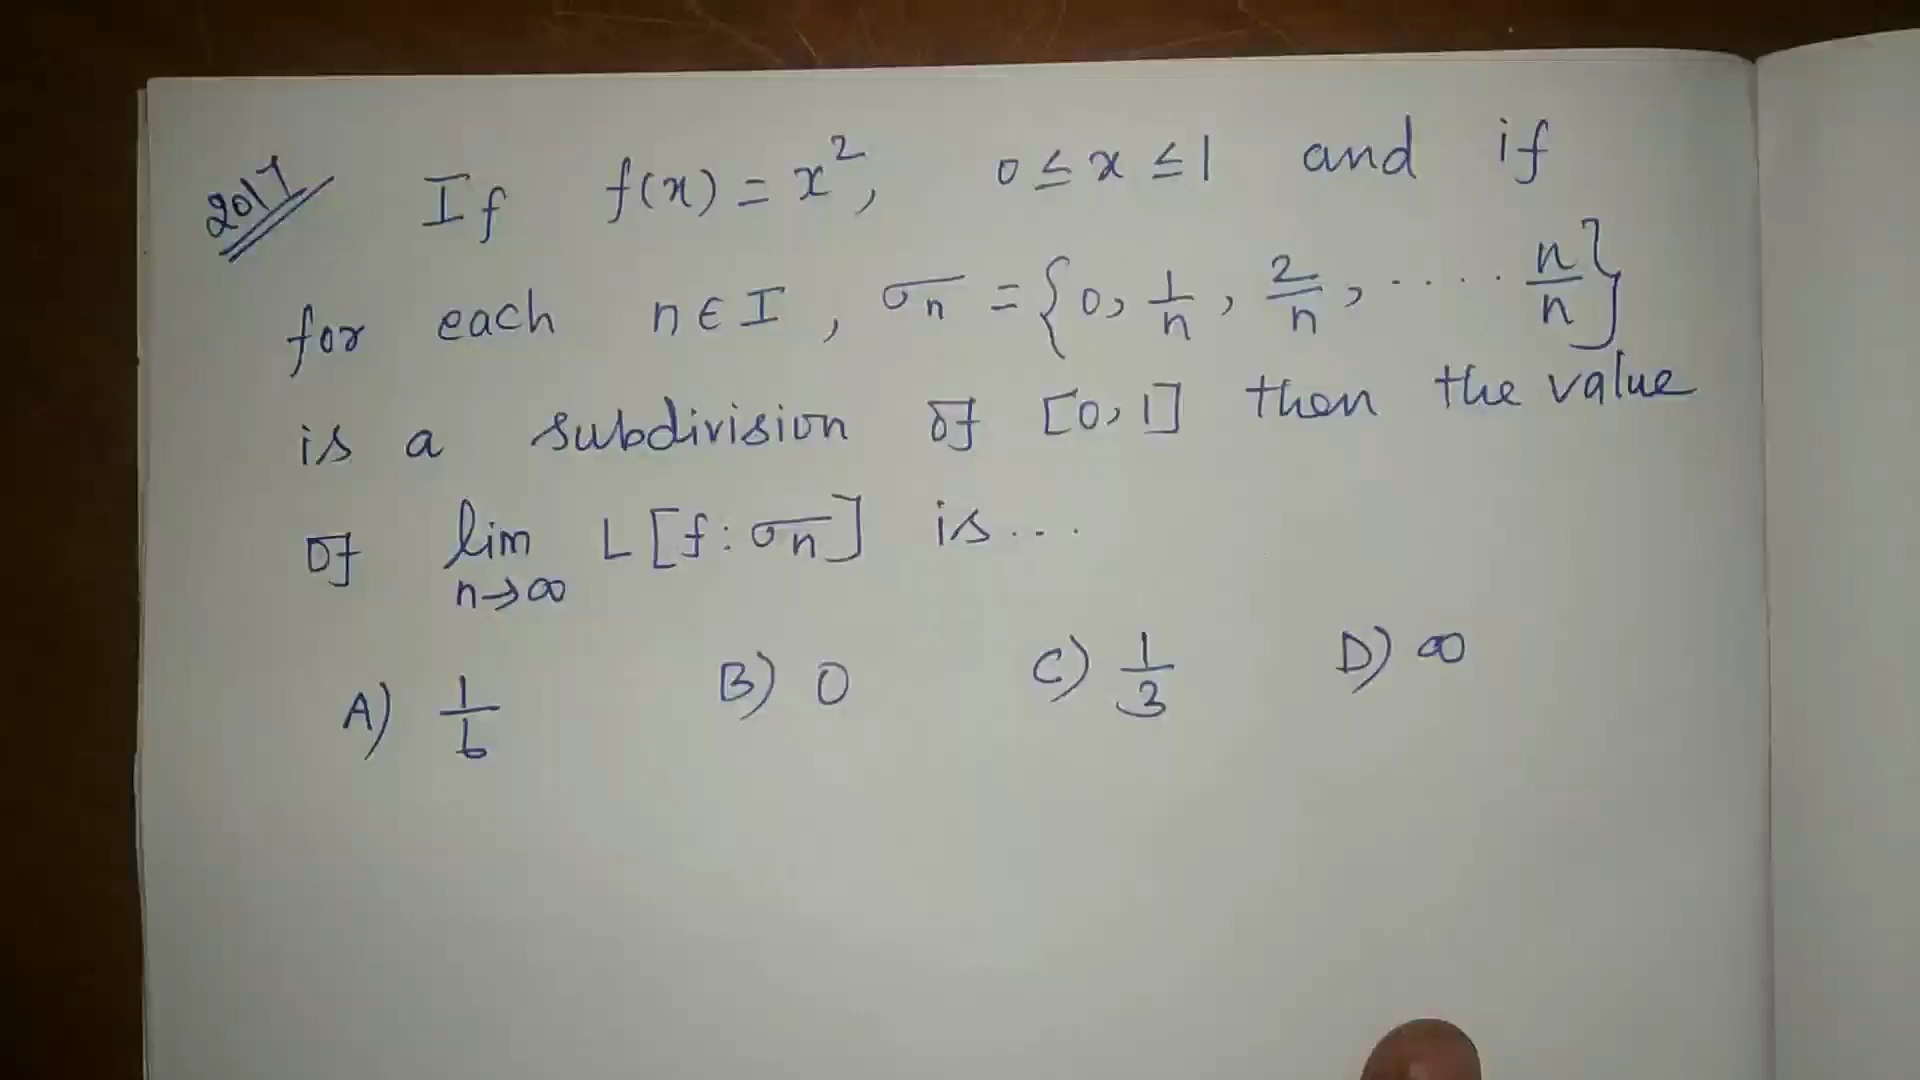 2017 If f(x) = x², 0 ≤ x ≤ 1 and if
for each n ∈ I, σn = {0, 1/n, 2/n, ..... n/n}
is a subdivision of [0,1] then the value
of lim n→∞ L[f:σn] is...
A) 1/6 B) 0 C) 1/3 D) ∞